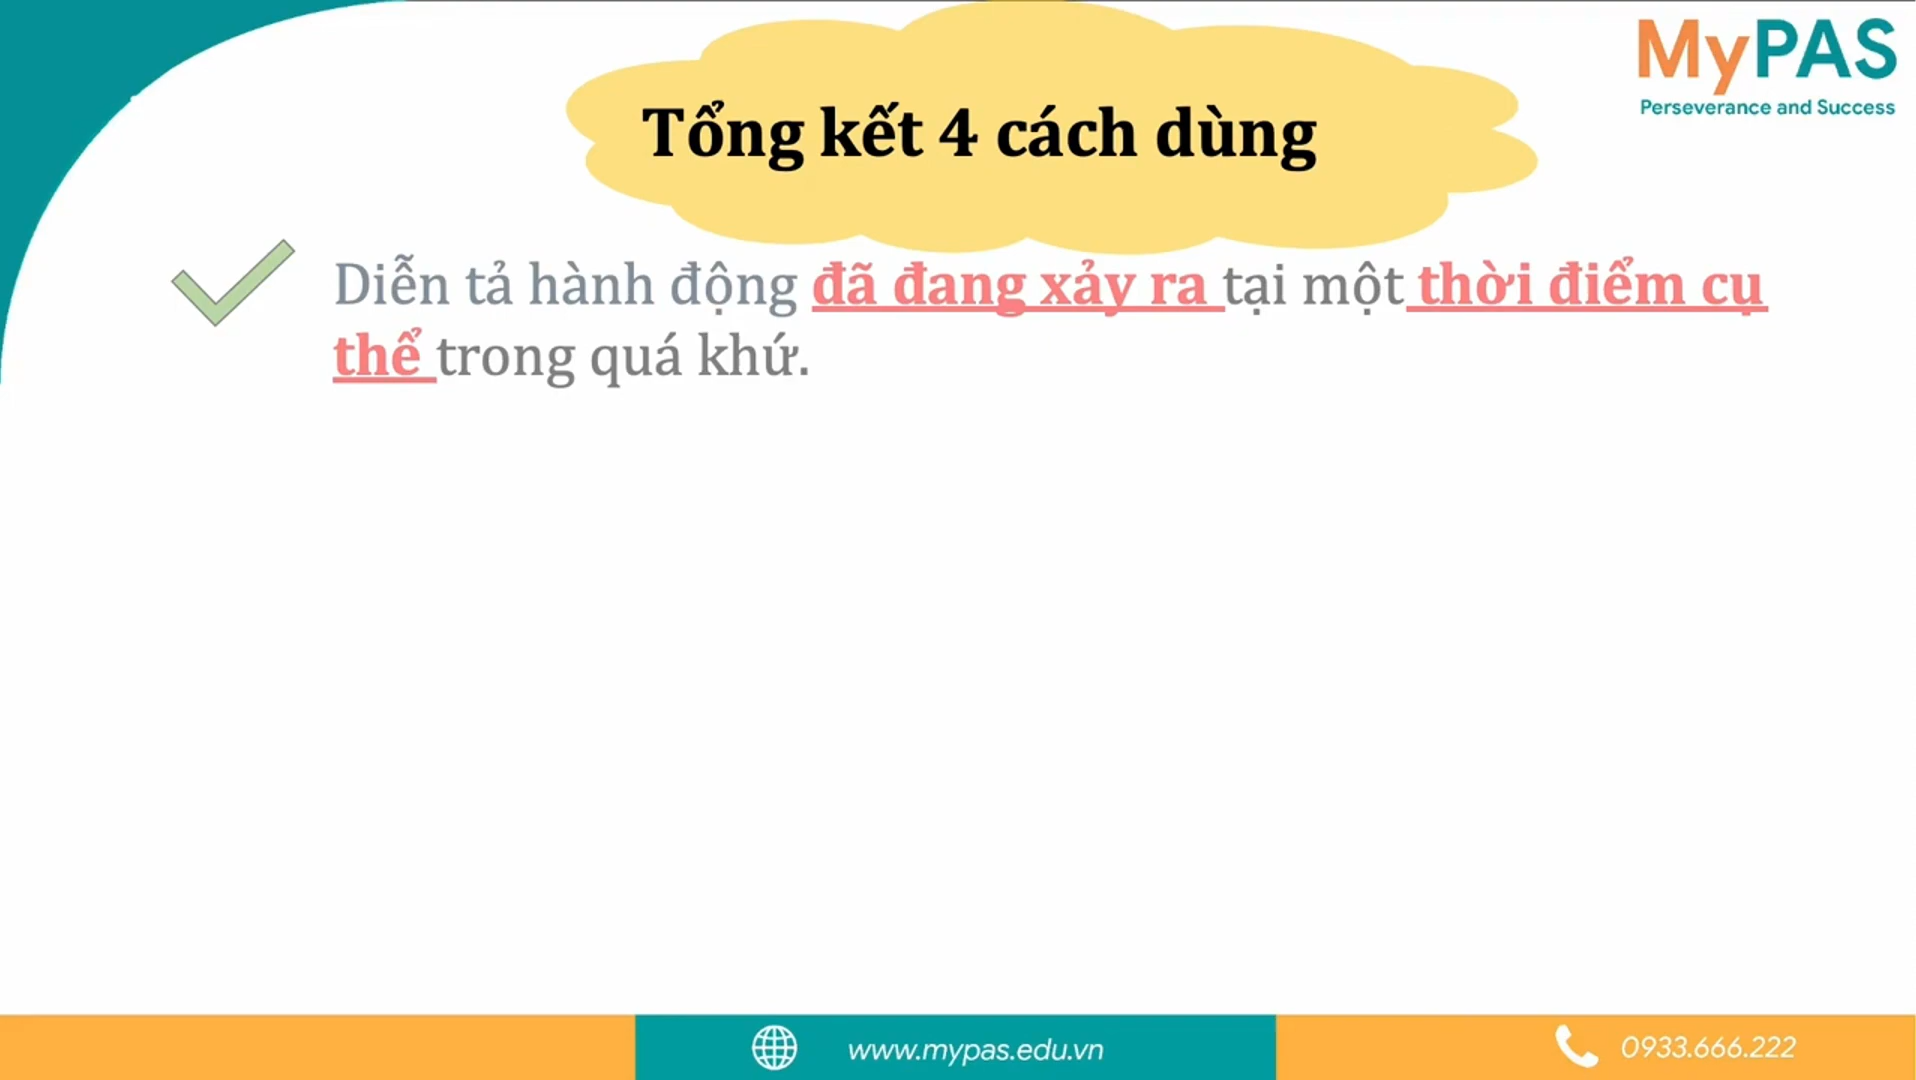 MyPAS
Perseverance and Success
Tổng kết 4 cách dùng
Diễn tả hành động đã đang xảy ra tại một thời điểm cụ
thể trong quá khứ.
www.mypas.edu.vn
0933.666.222